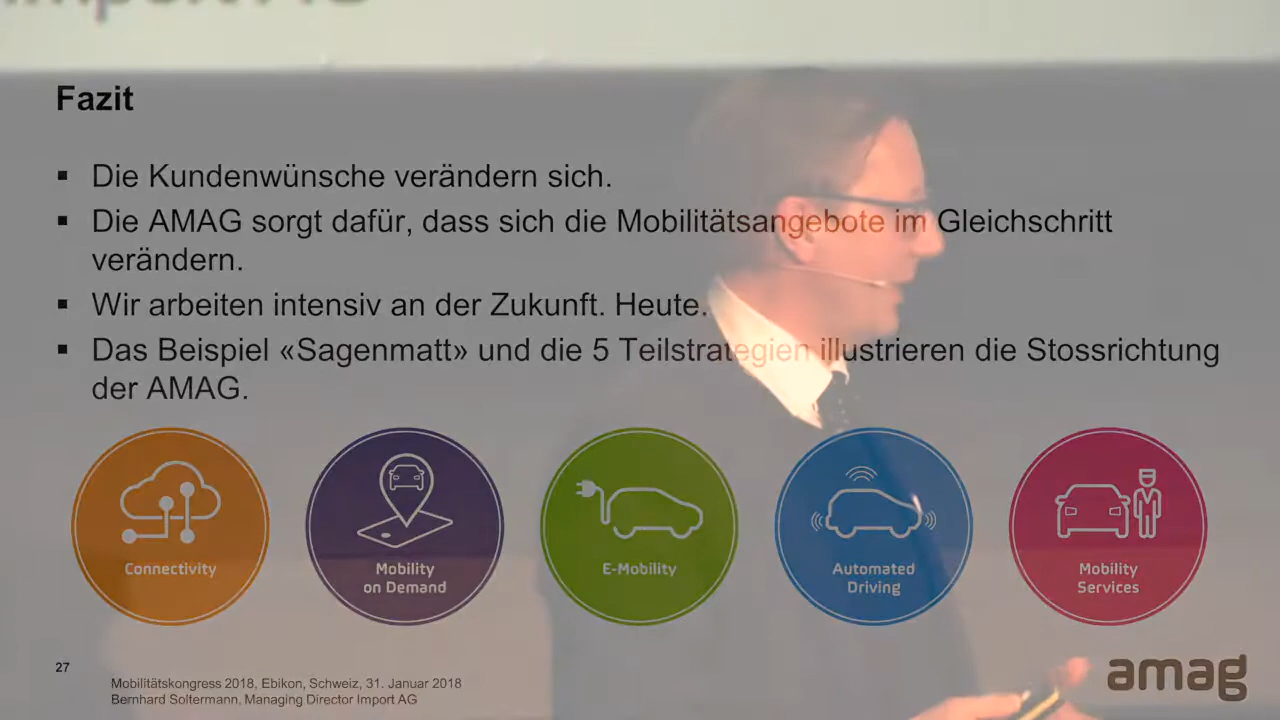 Fazit
▪ Die Kundenwünsche verändern sich.
▪ Die AMAG sorgt dafür, dass sich die Mobilitätsangebote im Gleichschritt
verändern.
▪ Wir arbeiten intensiv an der Zukunft. Heute.
▪ Das Beispiel «Sagenmatt» und die 5 Teilstrategien illustrieren die Stossrichtung
der AMAG.
Connectivity
Mobility
on Demand
E-Mobility
Automated
Driving
Mobility
Services
27
Mobilitätskongress 2018, Ebikon, Schweiz, 31. Januar 2018
Bernhard Soltermann, Managing Director Import AG
amag